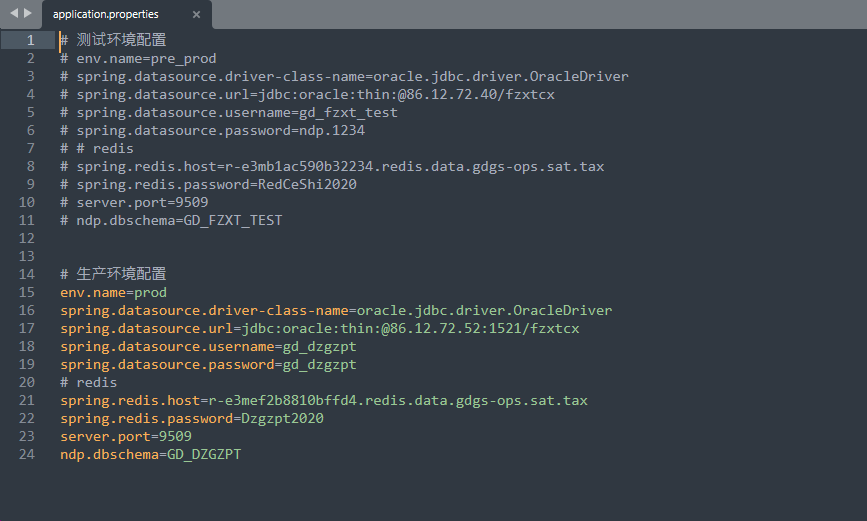 application.properties
1 # 测试环境配置
2 # env.name=pre_prod
3 # spring.datasource.driver-class-name=oracle.jdbc.driver.OracleDriver
4 # spring.datasource.url=jdbc:oracle:thin:@86.12.72.40/fzxtcx
5 # spring.datasource.username=gd_fzxt_test
6 # spring.datasource.password=ndp.1234
7 # # redis
8 # spring.redis.host=r-e3mb1ac590b32234.redis.data.gdgs-ops.sat.tax
9 # spring.redis.password=RedCeShi2020
10 # server.port=9509
11 # ndp.dbschema=GD_FZXT_TEST
12
13
14 # 生产环境配置
15 env.name=prod
16 spring.datasource.driver-class-name=oracle.jdbc.driver.OracleDriver
17 spring.datasource.url=jdbc:oracle:thin:@86.12.72.52:1521/fzxtcx
18 spring.datasource.username=gd_dzgzpt
19 spring.datasource.password=gd_dzgzpt
20 # redis
21 spring.redis.host=r-e3mef2b8810bffd4.redis.data.gdgs-ops.sat.tax
22 spring.redis.password=Dzgzpt2020
23 server.port=9509
24 ndp.dbschema=GD_DZGZPT